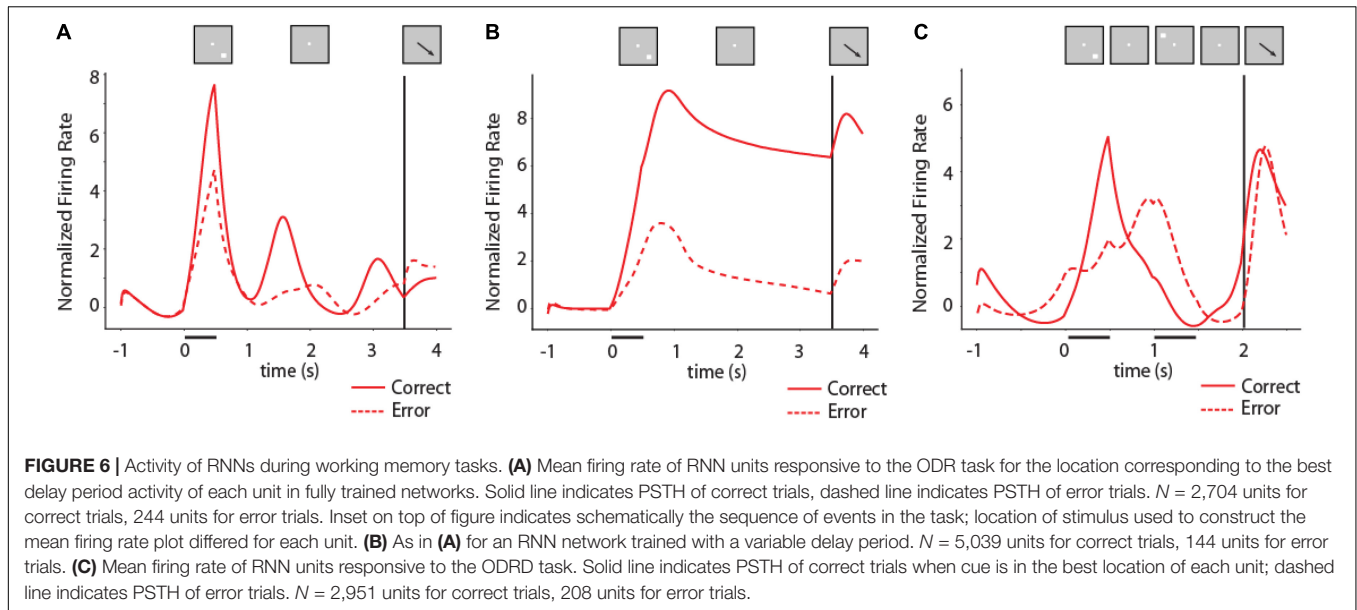 A
B
C
Normalized Firing Rate
8
6
4
2
0
-1
0
1
2
3
4
time (s)
Correct
Error
Normalized Firing Rate
8
6
4
2
0
-1
0
1
2
3
4
time (s)
Correct
Error
Normalized Firing Rate
6
4
2
0
-1
0
1
2
time (s)
Correct
Error
FIGURE 6 | Activity of RNNs during working memory tasks. (A) Mean firing rate of RNN units responsive to the ODR task for the location corresponding to the best
delay period activity of each unit in fully trained networks. Solid line indicates PSTH of correct trials, dashed line indicates PSTH of error trials. N = 2,704 units for
correct trials, 244 units for error trials. Inset on top of figure indicates schematically the sequence of events in the task; location of stimulus used to construct the
mean firing rate plot differed for each unit. (B) As in (A) for an RNN network trained with a variable delay period. N = 5,039 units for correct trials, 144 units for error
trials. (C) Mean firing rate of RNN units responsive to the ODRD task. Solid line indicates PSTH of correct trials when cue is in the best location of each unit; dashed
line indicates PSTH of error trials. N = 2,951 units for correct trials, 208 units for error trials.